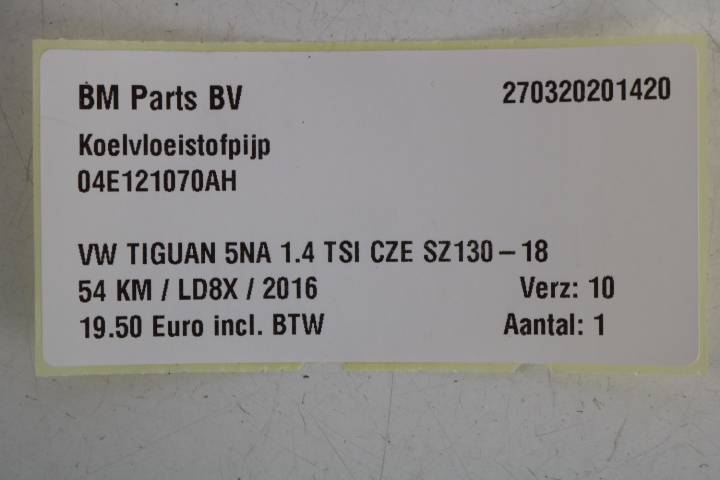 BM Parts BV 270320201420
Koelvloeistofpijp
04E121070AH
VW TIGUAN 5NA 1.4 TSI CZE SZ130-18
54 KM / LD8X / 2016 Verz: 10
19.50 Euro incl. BTW Aantal: 1